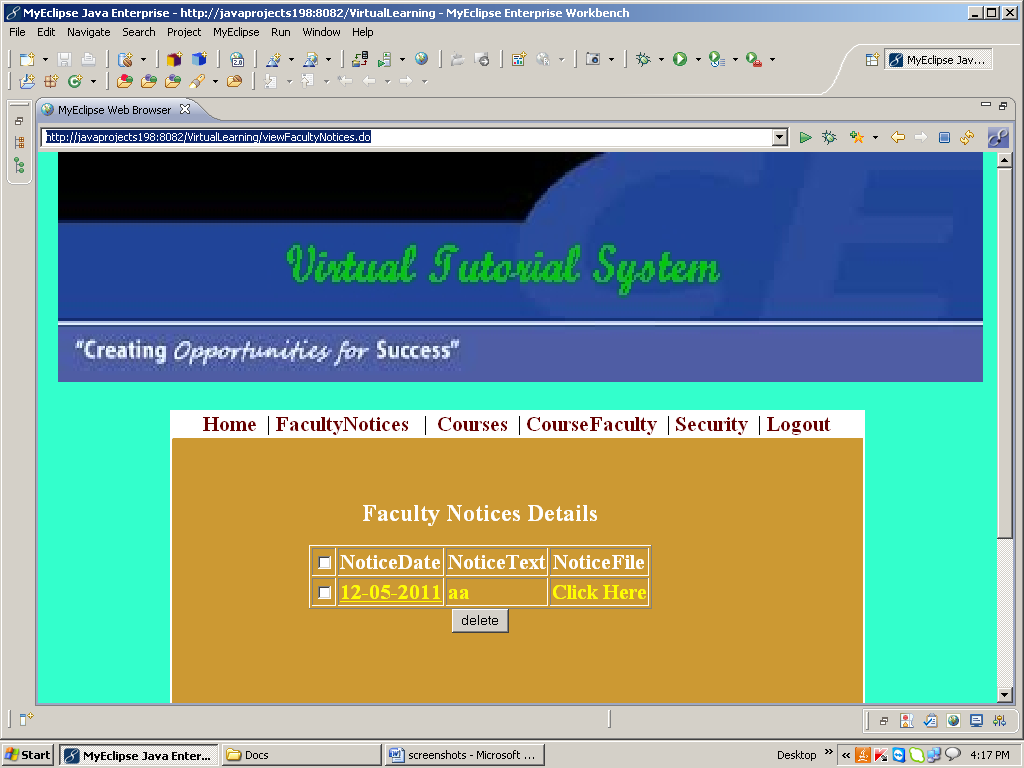 MyEclipse Java Enterprise - http://javaprojects198:8082/VirtualLearning - MyEclipse Enterprise Workbench
File Edit Navigate Search Project MyEclipse Run Window Help
2.0
MyEclipse Jav...
MyEclipse Web Browser
http://javaprojects198:8082/VirtualLearning/viewFacultyNotices.do
CE
Virtual Tutorial System
"Creating Opportunities for Success"
Home | FacultyNotices | Courses | CourseFaculty | Security | Logout
Faculty Notices Details
NoticeDate NoticeText NoticeFile
12-05-2011 aa Click Here
delete
Start MyEclipse Java Enter... Docs screenshots - Microsoft ... Desktop » « 4:17 PM